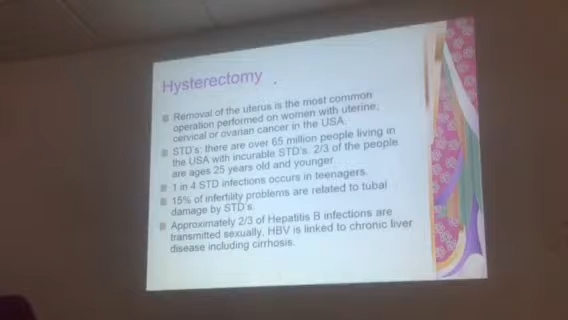 Hysterectomy
Removal of the uterus is the most common
operation performed on women with uterine,
cervical or ovarian cancer in the USA.
STD's: there are over 65 million people living in
the USA with incurable STD's. 2/3 of the people
are ages 25 years old and younger
1 in 4 STD infections occurs in teenagers.
15% of infertility problems are related to tubal
damage by STD's.
Approximately 2/3 of Hepatitis B infections are
transmitted sexually. HBV is linked to chronic liver
disease including cirrhosis.